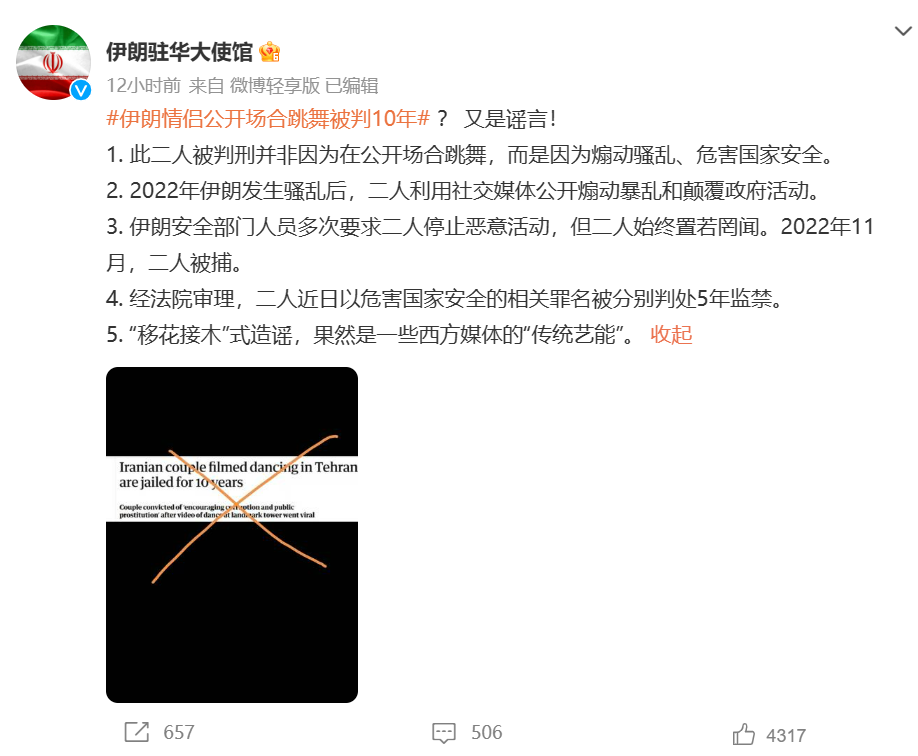 伊朗驻华大使馆
12小时前 来自 微博轻享版 已编辑
#伊朗情侣公开场合跳舞被判10年# ? 又是谣言!
1. 此二人被判刑并非因为在公开场合跳舞，而是因为煽动骚乱、危害国家安全。
2. 2022年伊朗发生骚乱后，二人利用社交媒体公开煽动暴乱和颠覆政府活动。
3. 伊朗安全部门人员多次要求二人停止恶意活动，但二人始终置若罔闻。2022年11
月，二人被捕。
4. 经法院审理，二人近日以危害国家安全的相关罪名被分别判处5年监禁。
5. “移花接木”式造谣，果然是一些西方媒体的“传统艺能”。 收起
Iranian couple filmed dancing in Tehran
are jailed for 10 years
Couple convicted of 'encouraging corruption and public
prostitution' after video of dance at landmark tower went viral
657
506
4317